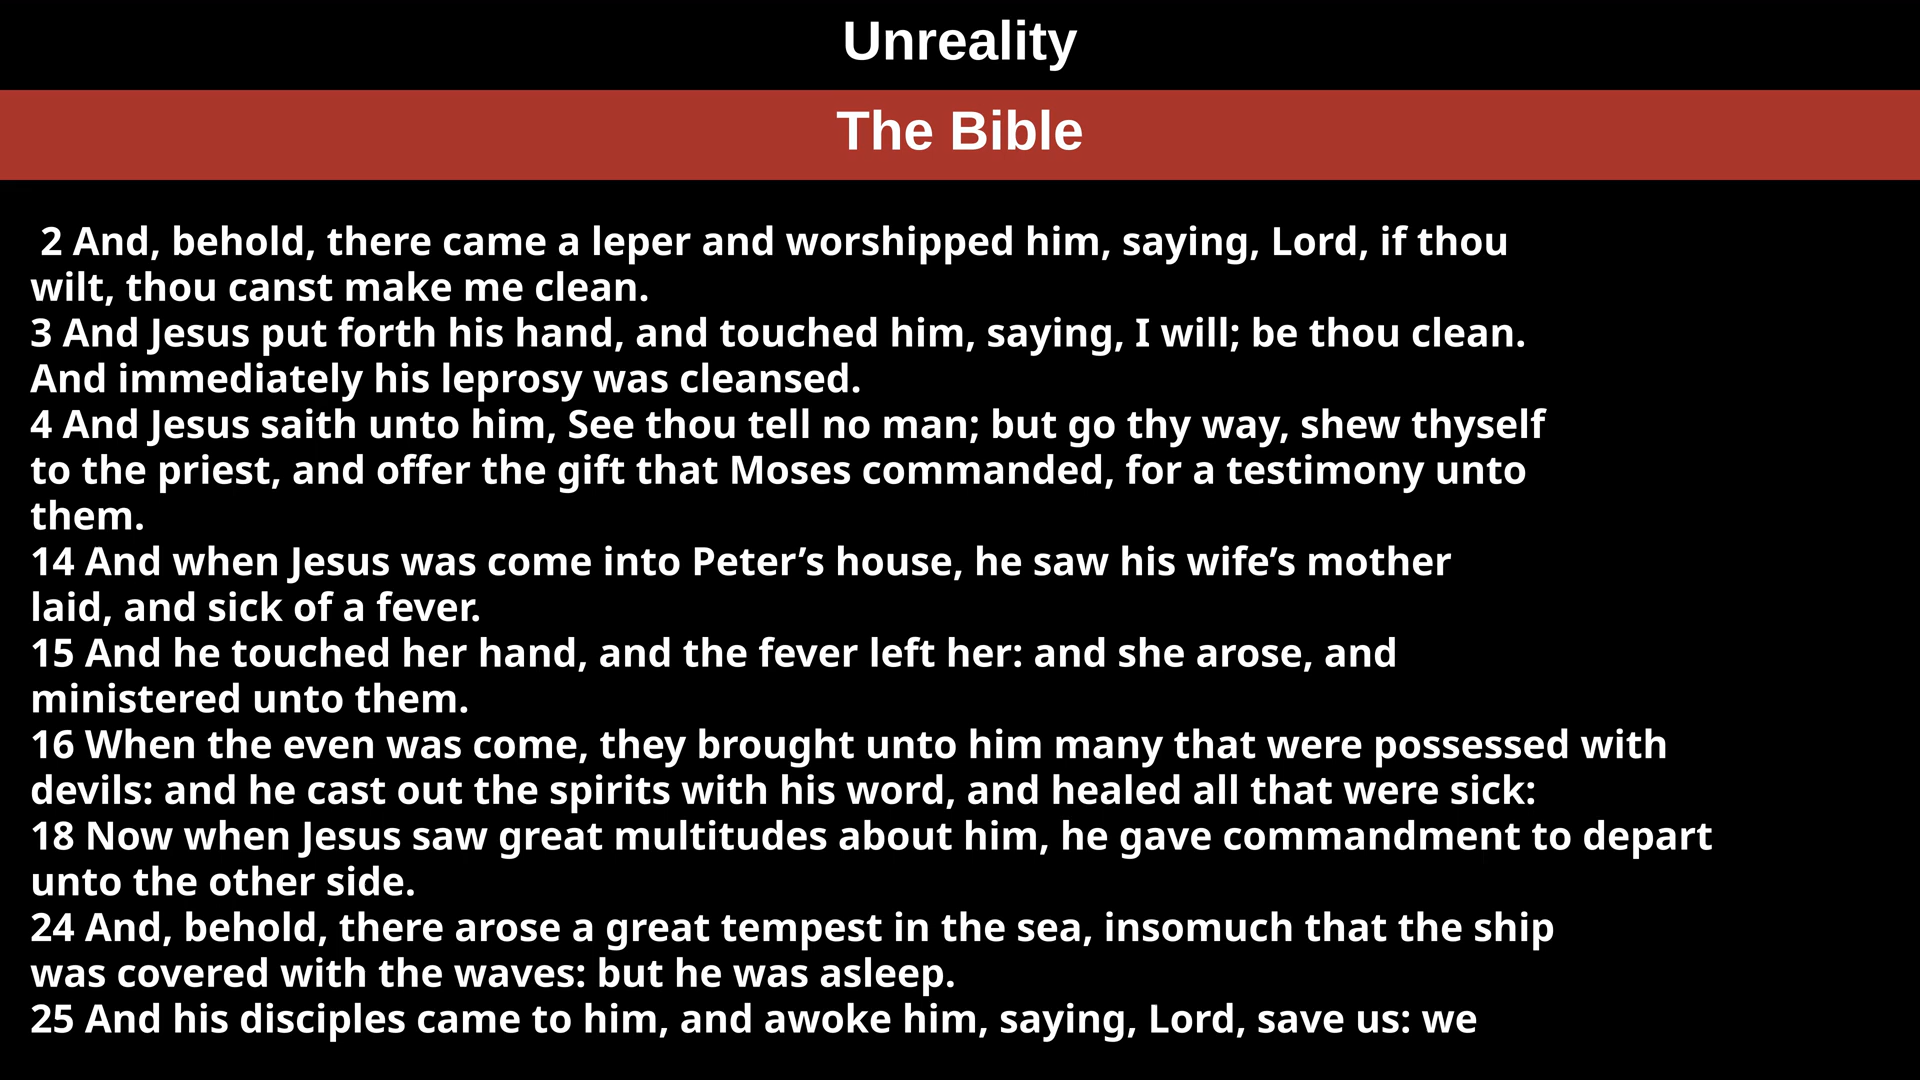 Unreality
The Bible
2 And, behold, there came a leper and worshipped him, saying, Lord, if thou
wilt, thou canst make me clean.
3 And Jesus put forth his hand, and touched him, saying, I will; be thou clean.
And immediately his leprosy was cleansed.
4 And Jesus saith unto him, See thou tell no man; but go thy way, shew thyself
to the priest, and offer the gift that Moses commanded, for a testimony unto
them.
14 And when Jesus was come into Peter’s house, he saw his wife’s mother
laid, and sick of a fever.
15 And he touched her hand, and the fever left her: and she arose, and
ministered unto them.
16 When the even was come, they brought unto him many that were possessed with
devils: and he cast out the spirits with his word, and healed all that were sick:
18 Now when Jesus saw great multitudes about him, he gave commandment to depart
unto the other side.
24 And, behold, there arose a great tempest in the sea, insomuch that the ship
was covered with the waves: but he was asleep.
25 And his disciples came to him, and awoke him, saying, Lord, save us: we